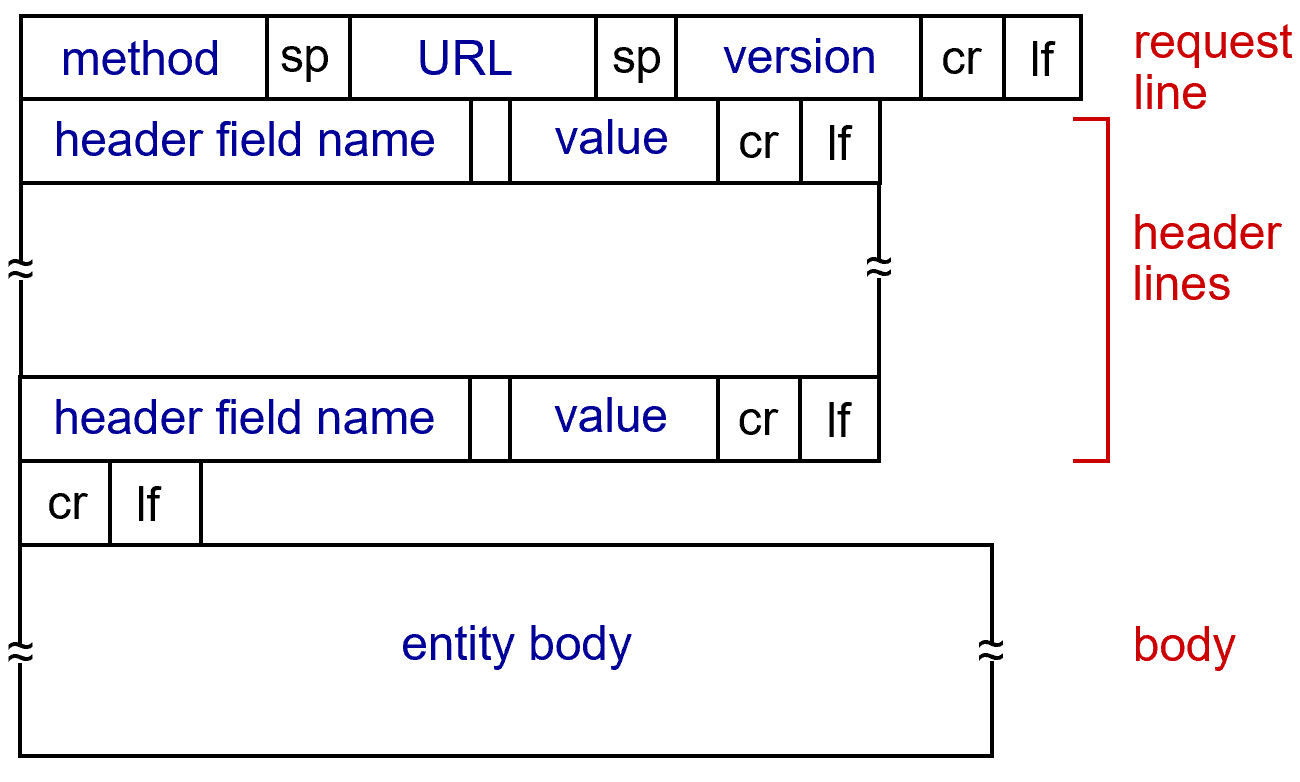 method sp URL sp version cr lf
request
line
header field name value cr lf
header
lines
header field name value cr lf
cr lf
entity body
body